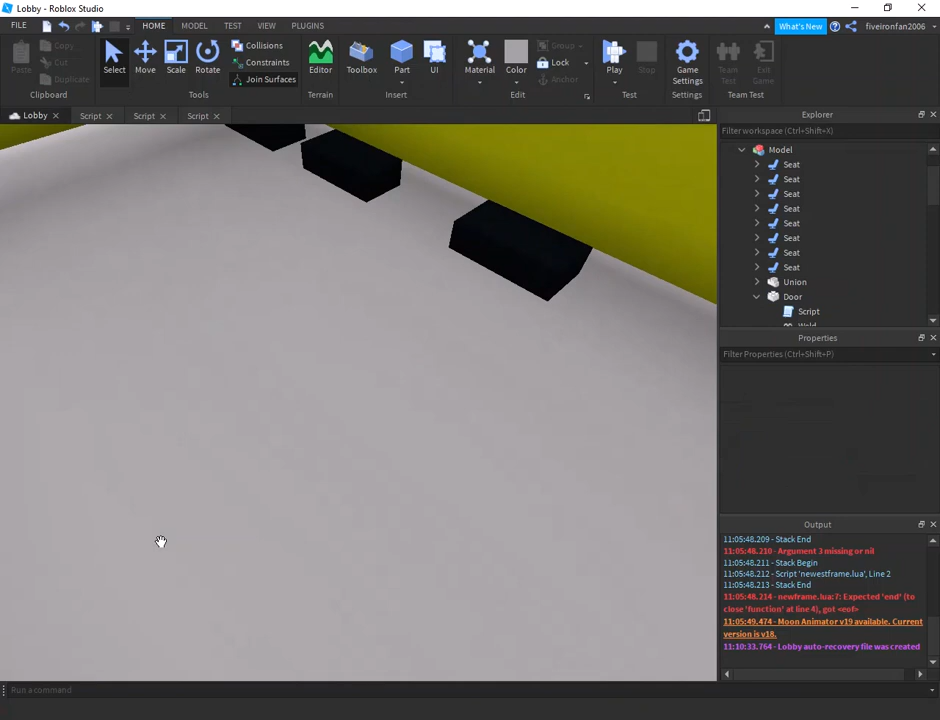 Lobby - Roblox Studio
FILE
HOME
MODEL
TEST
VIEW
PLUGINS
What's New
fiveironfan2006
Paste
Copy
Cut
Duplicate
Clipboard
Select
Move
Scale
Rotate
Collisions
Constraints
Join Surfaces
Tools
Editor
Terrain
Toolbox
Part
UI
Insert
Material
Color
Group
Lock
Anchor
Edit
Play
Stop
Test
Game
Settings
Settings
Team
Test
Exit
Game
Team Test
Lobby
Script
Script
Script
Explorer
Filter workspace (Ctrl+Shift+X)
Model
Seat
Seat
Seat
Seat
Seat
Seat
Seat
Seat
Union
Door
Script
Weld
Properties
Filter Properties (Ctrl+Shift+P)
Output
11:05:48.209 - Stack End
11:05:48.210 - Argument 3 missing or nil
11:05:48.211 - Stack Begin
11:05:48.212 - Script 'newestframe.lua', Line 2
11:05:48.213 - Stack End
11:05:48.214 - newframe.lua:7: Expected 'end' (to
close 'function' at line 4), got <eof>
11:05:49.474 - Moon Animator v19 available. Current
version is v18.
11:10:33.764 - Lobby auto-recovery file was created
Run a command